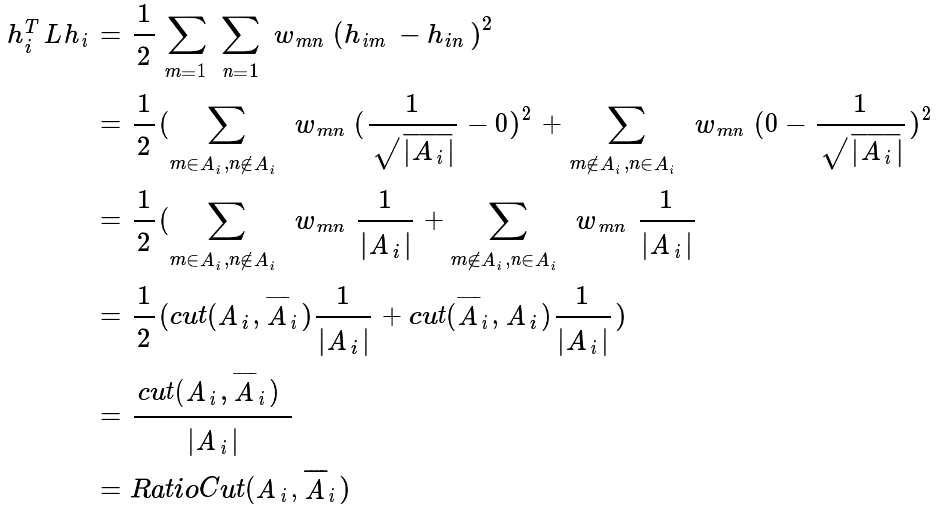 h_i^T L h_i = \frac{1}{2} \sum_{m=1} \sum_{n=1} w_{mn} (h_{im} - h_{in})^2
= \frac{1}{2} ( \sum_{m \in A_i, n \notin A_i} w_{mn} ( \frac{1}{\sqrt{|A_i|}} - 0)^2 + \sum_{m \notin A_i, n \in A_i} w_{mn} (0 - \frac{1}{\sqrt{|A_i|}})^2
= \frac{1}{2} ( \sum_{m \in A_i, n \notin A_i} w_{mn} \frac{1}{|A_i|} + \sum_{m \notin A_i, n \in A_i} w_{mn} \frac{1}{|A_i|}
= \frac{1}{2} (cut(A_i, \overline{A}_i) \frac{1}{|A_i|} + cut(\overline{A}_i, A_i) \frac{1}{|A_i|})
= \frac{cut(A_i, \overline{A}_i)}{|A_i|}
= RatioCut(A_i, \overline{A}_i)